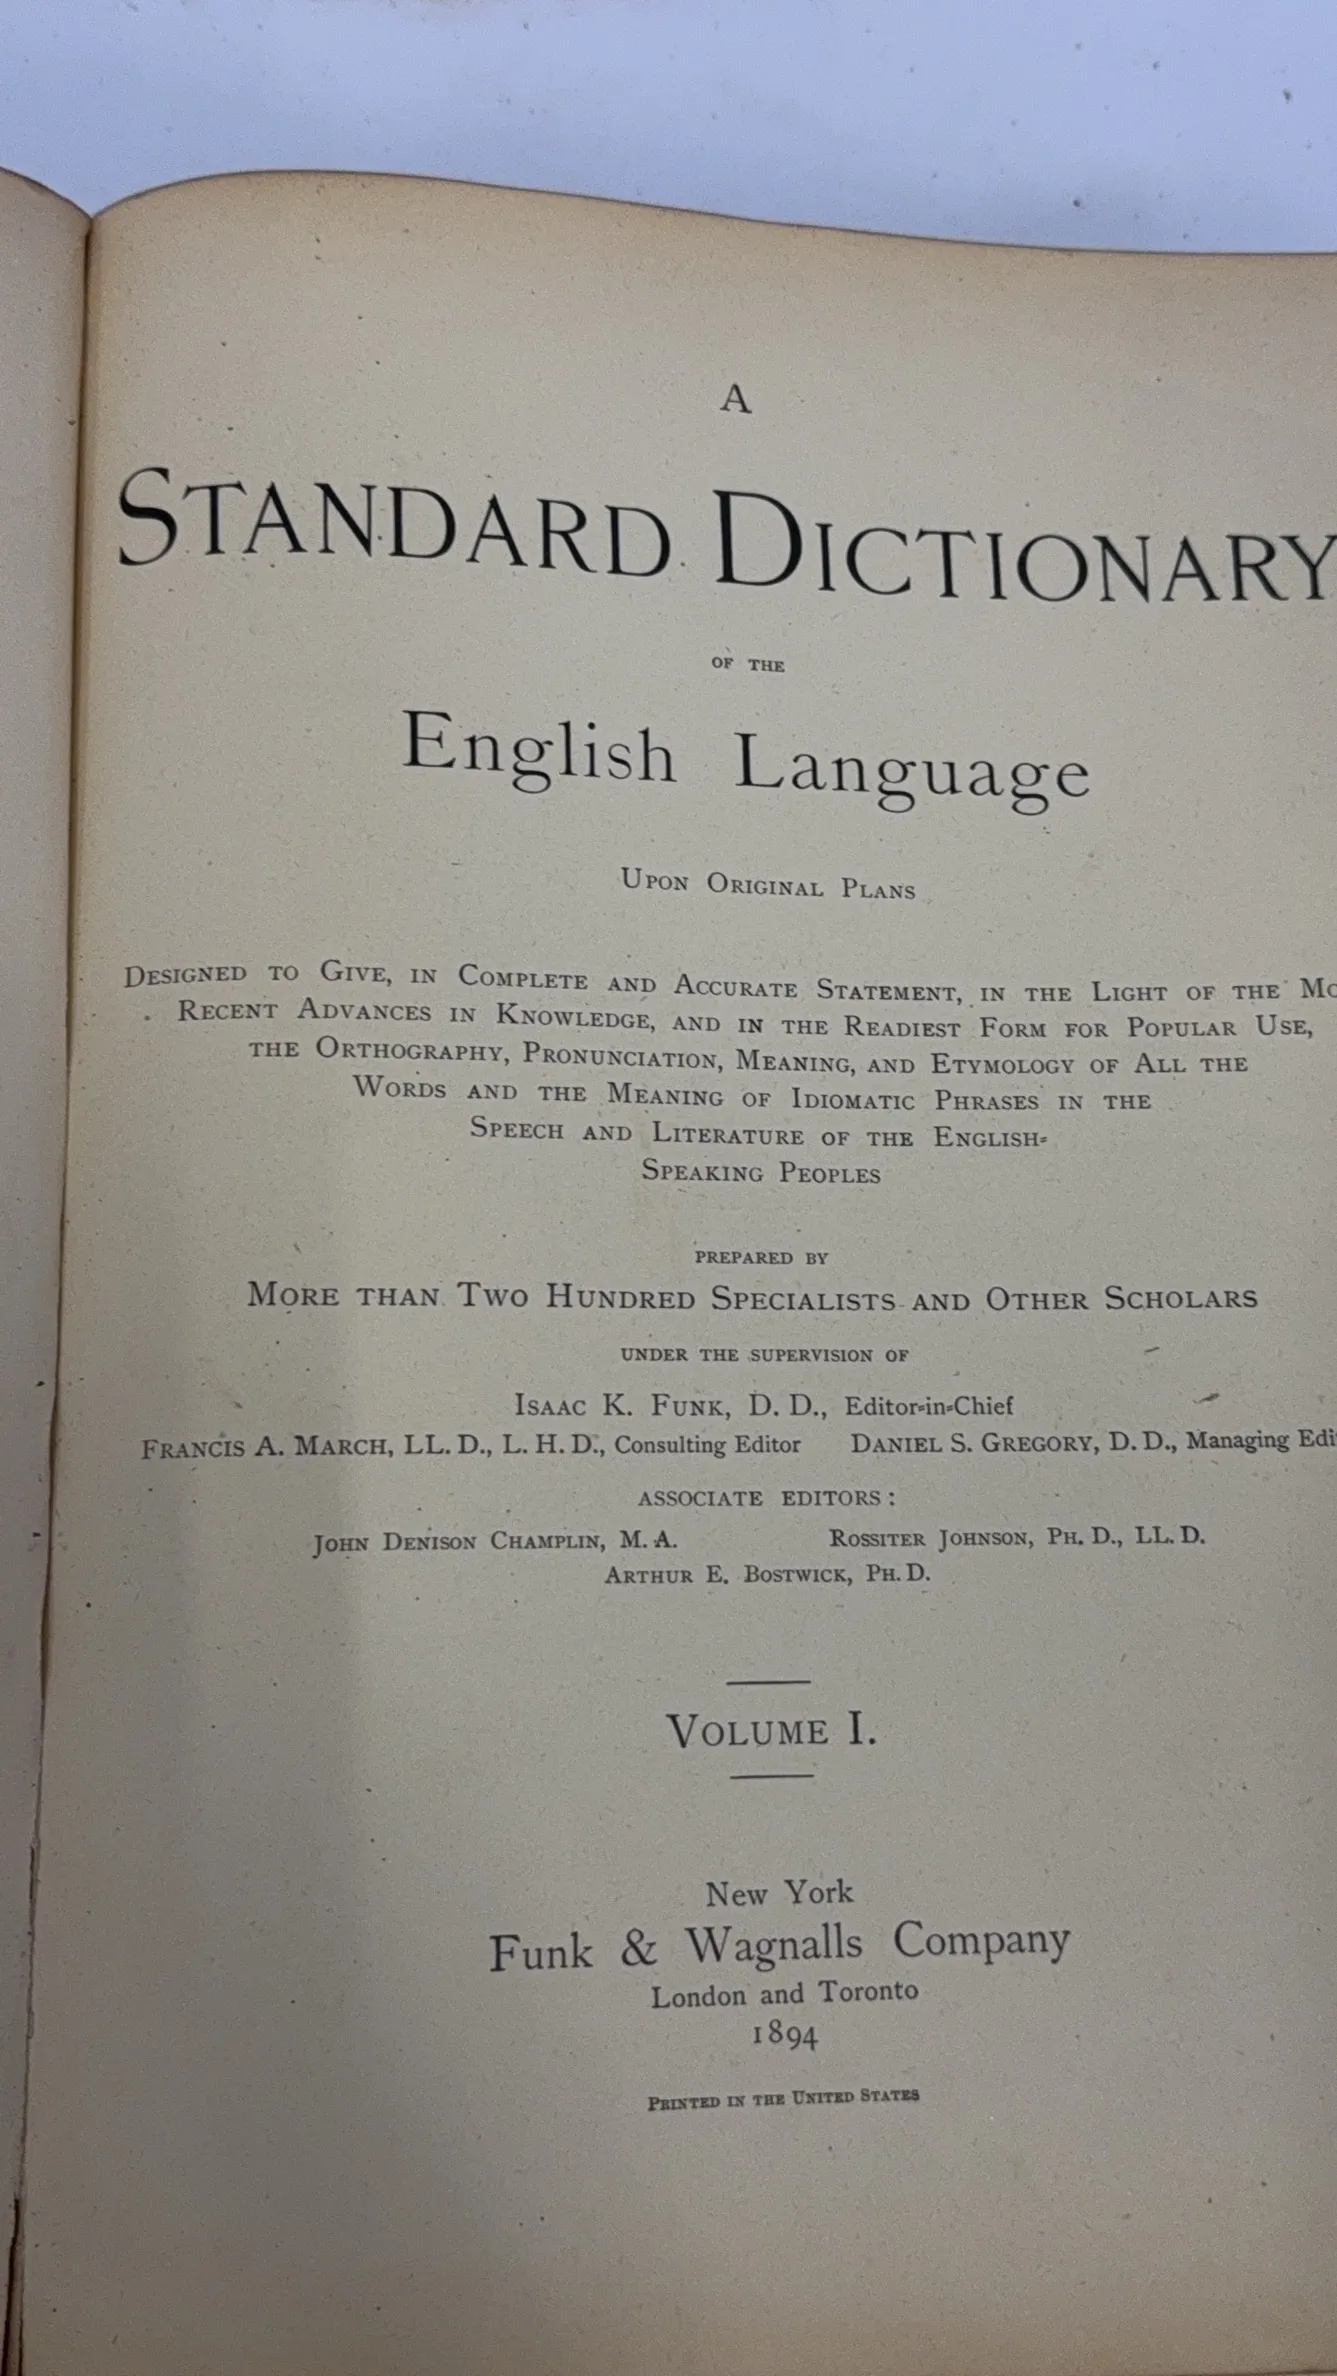 A
STANDARD DICTIONARY
OF THE
English Language
UPON ORIGINAL PLANS
DESIGNED TO GIVE, IN COMPLETE AND ACCURATE STATEMENT, IN THE LIGHT OF THE
RECENT ADVANCES IN KNOWLEDGE, AND IN THE READIEST FORM FOR POPULAR USE,
THE ORTHOGRAPHY, PRONUNCIATION, MEANING, AND ETYMOLOGY OF ALL THE
WORDS AND THE MEANING OF IDIOMATIC PHRASES IN THE
SPEECH AND LITERATURE OF THE ENGLISH-
SPEAKING PEOPLES
PREPARED BY
MORE THAN TWO HUNDRED SPECIALISTS AND OTHER SCHOLARS
UNDER THE SUPERVISION OF
ISAAC K. FUNK, D. D., Editor-in-Chief
FRANCIS A. MARCH, LL. D., L. H. D., Consulting Editor DANIEL S. GREGORY, D. D., Managing
ASSOCIATE EDITORS:
JOHN DENISON CHAMPLIN, M. A. ROSSITER JOHNSON, PH. D., LL. D.
ARTHUR E. BOSTWICK, PH. D.
VOLUME I.
New York
Funk & Wagnalls Company
London and Toronto
1894
PRINTED IN THE UNITED STATES